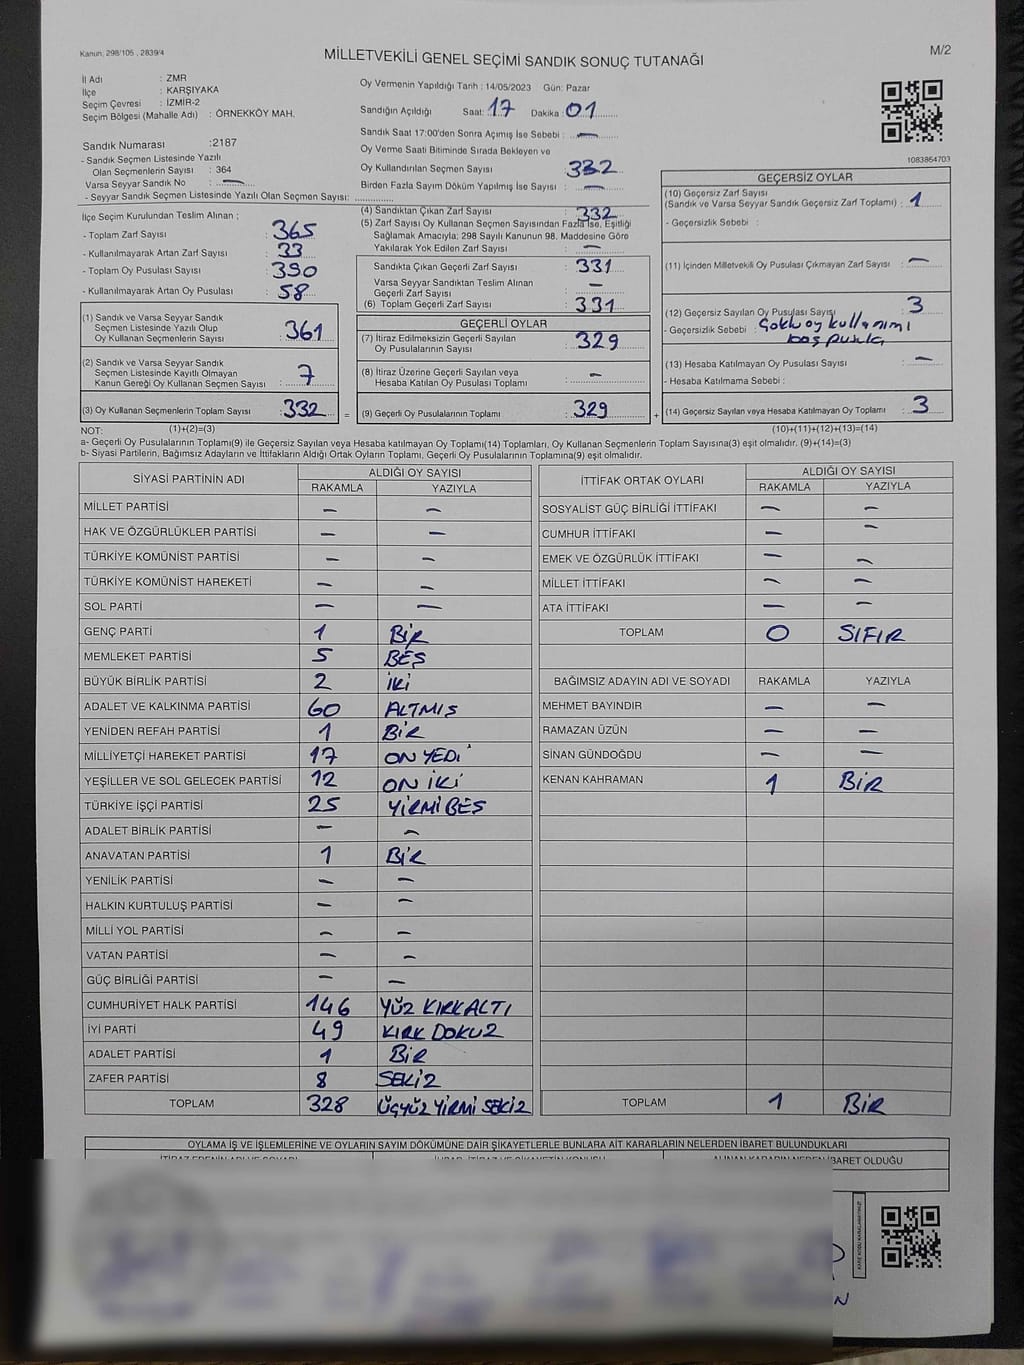 Kanun, 298/105 , 2839/4
MİLLETVEKİLİ GENEL SEÇİMİ SANDIK SONUÇ TUTANAĞI
M/2
İl Adı : ZMR
İlçe : KARŞIYAKA
Seçim Çevresi : İZMİR-2
Seçim Bölgesi (Mahalle Adı) : ÖRNEKKÖY MAH.
Sandık Numarası :2187
- Sandık Seçmen Listesinde Yazılı
Olan Seçmenlerin Sayısı : 364
Varsa Seyyar Sandık No : —
- Seyyar Sandık Seçmen Listesinde Yazılı Olan Seçmen Sayısı: ..............
Oy Vermenin Yapıldığı Tarih : 14/05/2023 Gün: Pazar
Sandığın Açıldığı Saat: 17 Dakika : 01
Sandık Saat 17:00'den Sonra Açımış İse Sebebi : —
Oy Verme Saati Bitiminde Sırada Bekleyen ve
Oy Kullandırılan Seçmen Sayısı : 332
Birden Fazla Sayım Döküm Yapılmış İse Sayısı : —
1083864703
İlçe Seçim Kurulundan Teslim Alınan ;
- Toplam Zarf Sayısı : 365
- Kullanılmayarak Artan Zarf Sayısı : 33
- Toplam Oy Pusulası Sayısı : 390
- Kullanılmayarak Artan Oy Pusulası : 58
(1) Sandık ve Varsa Seyyar Sandık
Seçmen Listesinde Yazılı Olup
Oy Kullanan Seçmenlerin Sayısı : 361
(2) Sandık ve Varsa Seyyar Sandık
Seçmen Listesinde Kayıtlı Olmayan
Kanun Gereği Oy Kullanan Seçmen Sayısı : 7
(3) Oy Kullanan Seçmenlerin Toplam Sayısı : 332 =
(4) Sandıktan Çıkan Zarf Sayısı : 332
(5) Zarf Sayısı Oy Kullanan Seçmen Sayısından Fazla İse, Eşitliği
Sağlamak Amacıyla; 298 Sayılı Kanunun 98. Maddesine Göre
Yakılarak Yok Edilen Zarf Sayısı : —
Sandıkta Çıkan Geçerli Zarf Sayısı : 331
Varsa Seyyar Sandıktan Teslim Alınan
Geçerli Zarf Sayısı : —
(6) Toplam Geçerli Zarf Sayısı : 331
GEÇERLİ OYLAR
(7) İtiraz Edilmeksizin Geçerli Sayılan
Oy Pusulalarının Sayısı : 329
(8) İtiraz Üzerine Geçerli Sayılan veya
Hesaba Katılan Oy Pusulası Toplamı : —
(9) Geçerli Oy Pusulalarının Toplamı : 329 +
GEÇERSİZ OYLAR
(10) Geçersiz Zarf Sayısı
(Sandık ve Varsa Seyyar Sandık Geçersiz Zarf Toplamı) : 1
- Geçersizlik Sebebi :
(11) İçinden Milletvekili Oy Pusulası Çıkmayan Zarf Sayısı : —
(12) Geçersiz Sayılan Oy Pusulası Sayısı : 3
- Geçersizlik Sebebi : Çoklu oy kullanımı
boş pusula
(13) Hesaba Katılmayan Oy Pusula Sayısı : —
- Hesaba Katılmama Sebebi :
(14) Geçersiz Sayılan veya Hesaba Katılmayan Oy Toplamı : 3
NOT: (1)+(2)=(3) (10)+(11)+(12)+(13)=(14)
a- Geçerli Oy Pusulalarının Toplamı(9) ile Geçersiz Sayılan veya Hesaba katılmayan Oy Toplamı(14) Toplamları, Oy Kullanan Seçmenlerin Toplam Sayısına(3) eşit olmalıdır. (9)+(14)=(3)
b- Siyasi Partilerin, Bağımsız Adayların ve İttifakların Aldığı Ortak Oyların Toplamı, Geçerli Oy Pusulalarının Toplamına(9) eşit olmalıdır.
SİYASİ PARTİNİN ADI ALDIĞI OY SAYISI
RAKAMLA YAZIYLA
MİLLET PARTİSİ — —
HAK VE ÖZGÜRLÜKLER PARTİSİ — —
TÜRKİYE KOMÜNİST PARTİSİ — —
TÜRKİYE KOMÜNİST HAREKETİ — —
SOL PARTİ — —
GENÇ PARTİ 1 BİR
MEMLEKET PARTİSİ 5 BEŞ
BÜYÜK BİRLİK PARTİSİ 2 İKİ
ADALET VE KALKINMA PARTİSİ 60 ALTMIŞ
YENİDEN REFAH PARTİSİ 1 BİR
MİLLİYETÇİ HAREKET PARTİSİ 17 ON YEDİ
YEŞİLLER VE SOL GELECEK PARTİSİ 12 ON İKİ
TÜRKİYE İŞÇİ PARTİSİ 25 YİRMİ BEŞ
ADALET BİRLİK PARTİSİ — —
ANAVATAN PARTİSİ 1 BİR
YENİLİK PARTİSİ — —
HALKIN KURTULUŞ PARTİSİ — —
MİLLİ YOL PARTİSİ — —
VATAN PARTİSİ — —
GÜÇ BİRLİĞİ PARTİSİ — —
CUMHURİYET HALK PARTİSİ 146 YÜZ KIRK ALTI
İYİ PARTİ 49 KIRK DOKUZ
ADALET PARTİSİ 1 BİR
ZAFER PARTİSİ 8 SEKİZ
TOPLAM 328 ÜÇYÜZ YİRMİ SEKİZ
İTTİFAK ORTAK OYLARI ALDIĞI OY SAYISI
RAKAMLA YAZIYLA
SOSYALİST GÜÇ BİRLİĞİ İTTİFAKI — —
CUMHUR İTTİFAKI — —
EMEK VE ÖZGÜRLÜK İTTİFAKI — —
MİLLET İTTİFAKI — —
ATA İTTİFAKI — —
TOPLAM 0 SIFIR
BAĞIMSIZ ADAYIN ADI VE SOYADI RAKAMLA YAZIYLA
MEHMET BAYINDIR — —
RAMAZAN ÜZÜN — —
SİNAN GÜNDOĞDU — —
KENAN KAHRAMAN 1 BİR
TOPLAM 1 BİR
OYLAMA İŞ VE İŞLEMLERİNE VE OYLARIN SAYIM DÖKÜMÜNE DAİR ŞİKAYETLERLE BUNLARA AİT KARARLARIN NELERDEN İBARET BULUNDUKLARI
ALINAN KARARIN NEDEN İBARET OLDUĞU